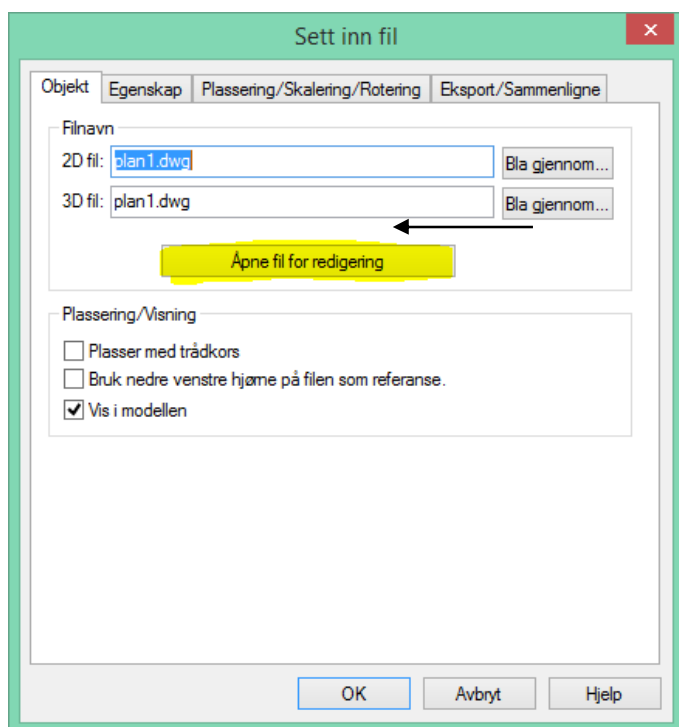 Sett inn fil
Objekt Egenskap Plassering/Skalering/Rotering Eksport/Sammenligne
Filnavn
2D fil: plan1.dwg Bla gjennom...
3D fil: plan1.dwg Bla gjennom...
Åpne fil for redigering
Plassering/Visning
Plasser med trådkors
Bruk nedre venstre hjørne på filen som referanse.
Vis i modellen
OK Avbryt Hjelp